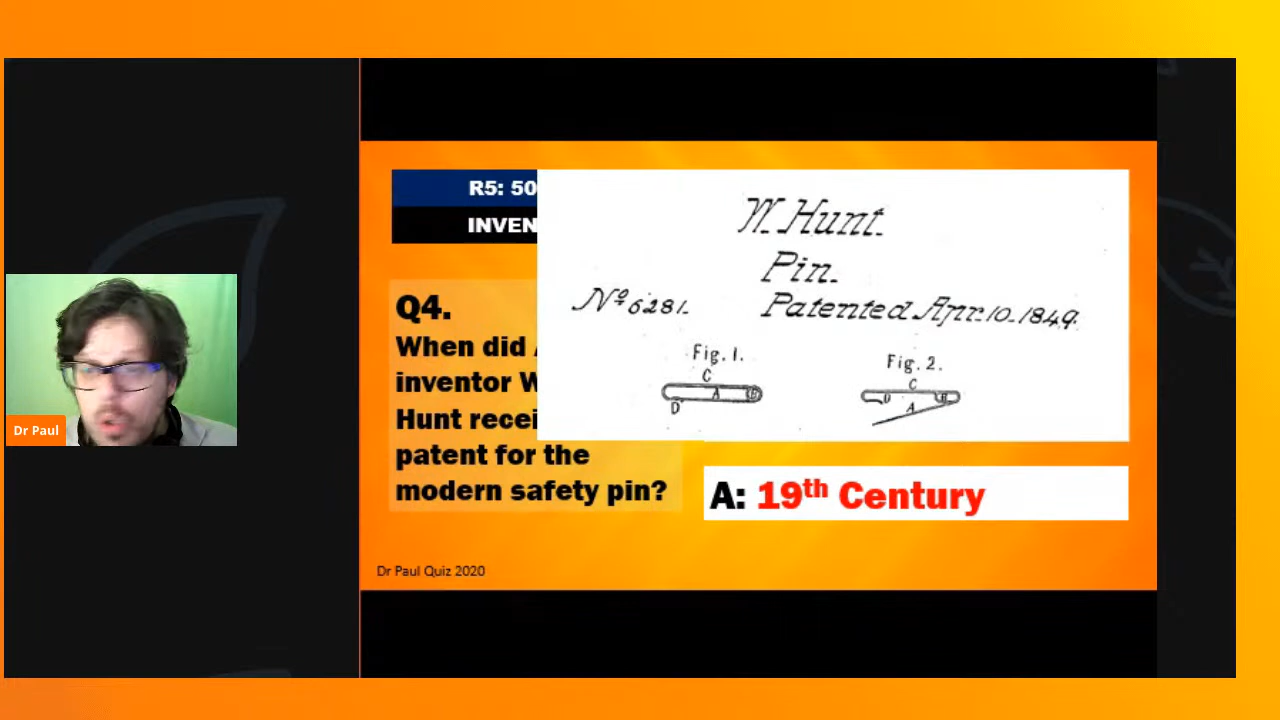 R5: 50
INVEN
W. Hunt.
Pin.
Nº 6281. Patented Apr. 10. 1849.
Fig. 1.
C
A
B
D
Fig. 2.
C
D
B
A
Q4.
When did
inventor W
Hunt recei
patent for the
modern safety pin?
A: 19th Century
Dr Paul
Dr Paul Quiz 2020